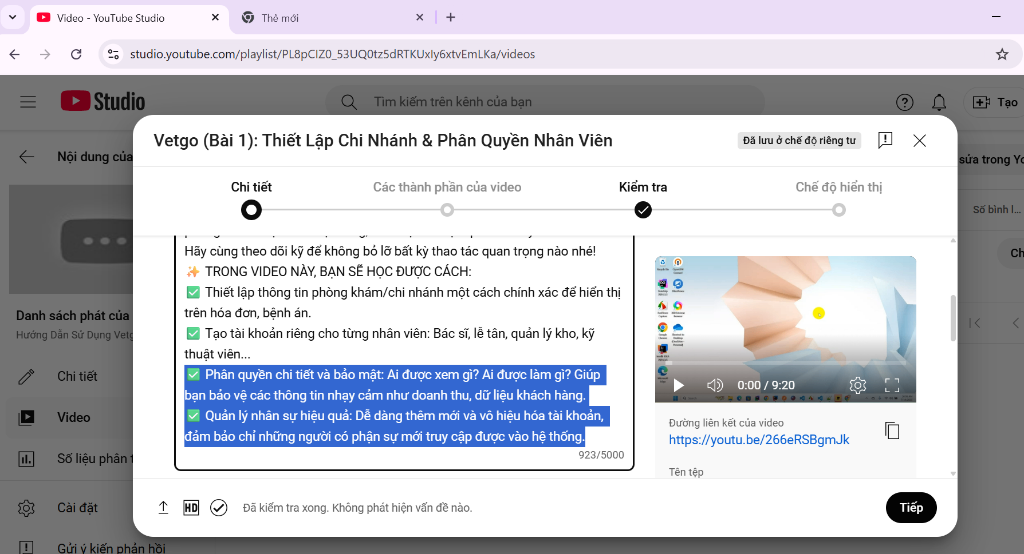 Video - YouTube Studio
Thẻ mới
studio.youtube.com/playlist/PL8pClZ0_53UQ0tz5dRTKUxIy6xtvEmLKa/videos
Studio
Tìm kiếm trên kênh của bạn
Tạo
Nội dung của
Vetgo (Bài 1): Thiết Lập Chi Nhánh & Phân Quyền Nhân Viên
Đã lưu ở chế độ riêng tư
sửa trong Yo
Chi tiết
Các thành phần của video
Kiểm tra
Chế độ hiển thị
Số bình l...
Hãy cùng theo dõi kỹ để không bỏ lỡ bất kỳ thao tác quan trọng nào nhé!
✨ TRONG VIDEO NÀY, BẠN SẼ HỌC ĐƯỢC CÁCH:
✅ Thiết lập thông tin phòng khám/chi nhánh một cách chính xác để hiển thị
trên hóa đơn, bệnh án.
✅ Tạo tài khoản riêng cho từng nhân viên: Bác sĩ, lễ tân, quản lý kho, kỹ
thuật viên...
✅ Phân quyền chi tiết và bảo mật: Ai được xem gì? Ai được làm gì? Giúp
bạn bảo vệ các thông tin nhạy cảm như doanh thu, dữ liệu khách hàng.
✅ Quản lý nhân sự hiệu quả: Dễ dàng thêm mới và vô hiệu hóa tài khoản,
đảm bảo chỉ những người có phận sự mới truy cập được vào hệ thống.
923/5000
0:00 / 9:20
Đường liên kết của video
https://youtu.be/266eRSBgmJk
Tên tệp
Ch
Danh sách phát của
Hướng Dẫn Sử Dụng Vetg
Chi tiết
Video
Số liệu phân t
Cài đặt
Gửi ý kiến phản hồi
HD
Đã kiểm tra xong. Không phát hiện vấn đề nào.
Tiếp